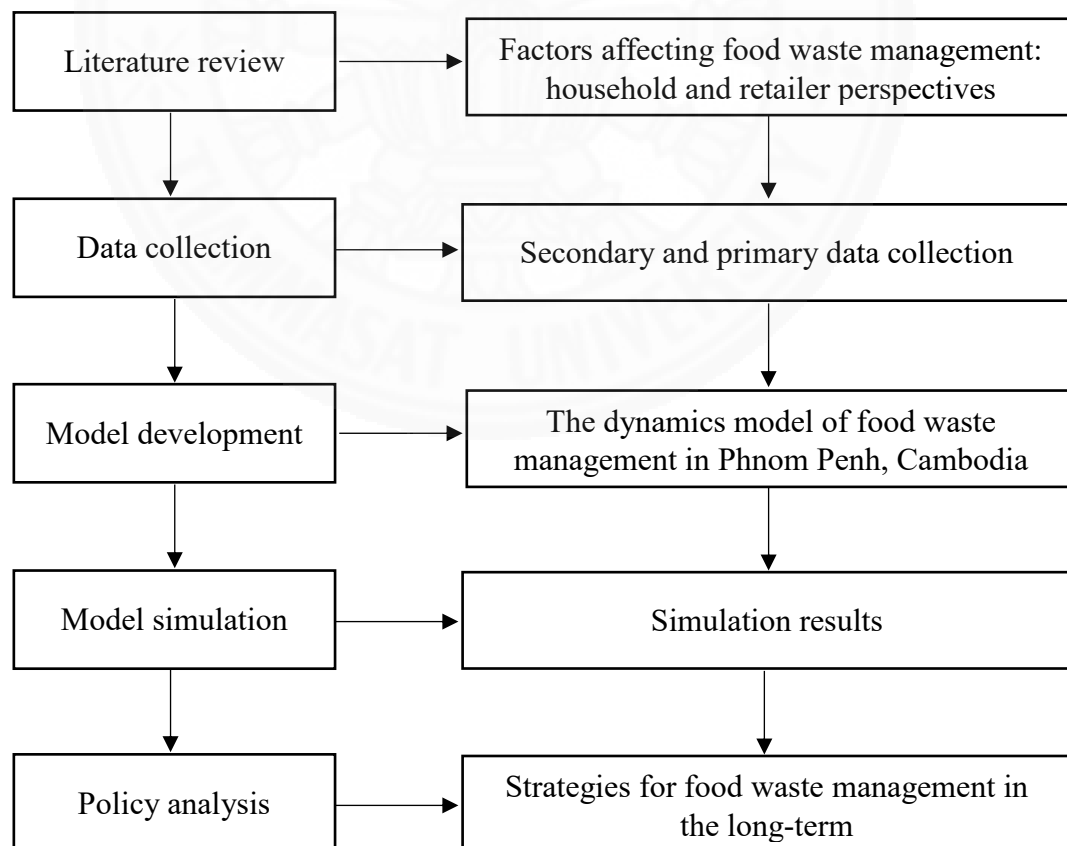 Literature review
Factors affecting food waste management:
household and retailer perspectives
Data collection
Secondary and primary data collection
THAMMASAT UNIVERSITY
Model development
The dynamics model of food waste
management in Phnom Penh, Cambodia
Model simulation
Simulation results
Policy analysis
Strategies for food waste management in
the long-term